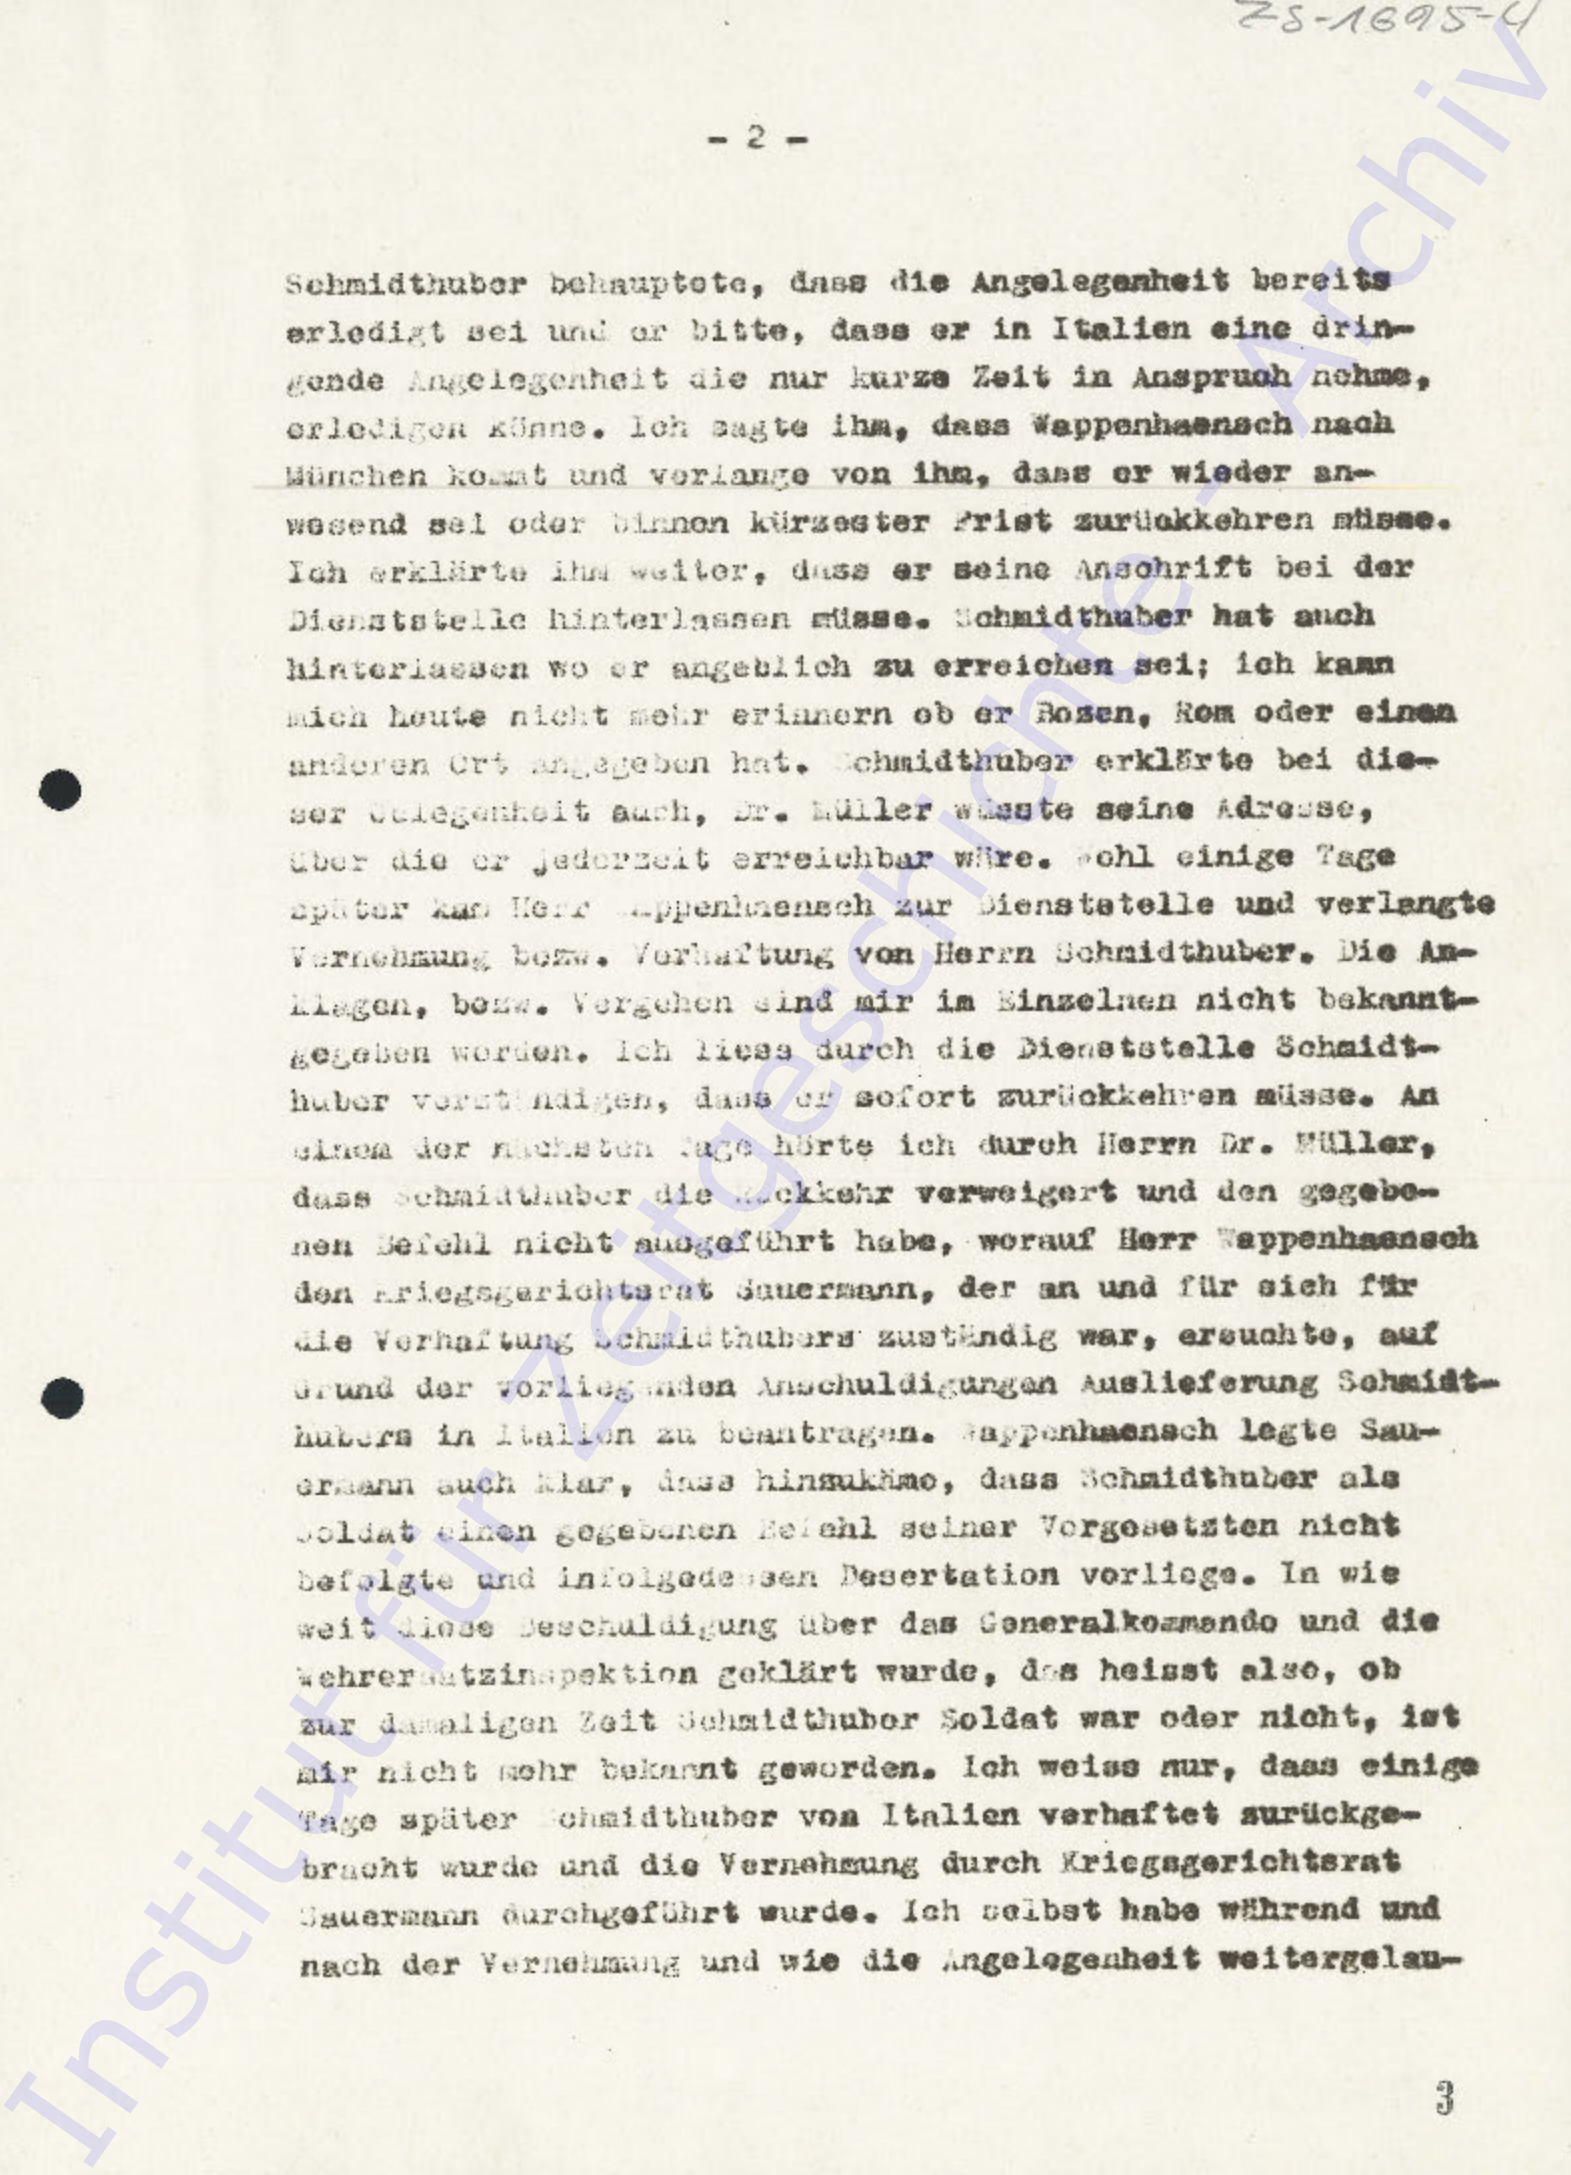 ZS-1695-4
- 2 -
Schmidthuber behauptete, dass die Angelegenheit bereits
erledigt sei und er bitte, dass er in Italien eine drin-
gende Angelegenheit die nur kurze Zeit in Anspruch nehme,
erledigen könne. Ich sagte ihm, dass Wappenhaensch nach
München kommt und verlange von ihm, dass er wieder an-
wesend sei oder binnen kürzester Frist zurückkehren müsse.
Ich erklärte ihm weiter, dass er seine Anschrift bei der
Dienststelle hinterlassen müsse. Schmidthuber hat auch
hinterlassen wo er angeblich zu erreichen sei; ich kann
mich heute nicht mehr erinnern ob er Bozen, Rom oder einen
anderen Ort angegeben hat. Schmidthuber erklärte bei die-
ser Gelegenheit auch, Dr. Müller wüsste seine Adresse,
über die er jederzeit erreichbar wäre. Wohl einige Tage
später kam Herr Wappenhaensch zur Dienststelle und verlangte
Vernehmung bezw. Verhaftung von Herrn Schmidthuber. Die An-
klagen, bezw. Vergehen sind mir im Einzelnen nicht bekannt-
gegeben worden. Ich liess durch die Dienststelle Schmidt-
huber verständigen, dass er sofort zurückkehren müsse. An
einem der nächsten Tage hörte ich durch Herrn Dr. Müller,
dass Schmidthuber die Rückkehr verweigert und den gegebe-
nen Befehl nicht ausgeführt habe, worauf Herr Wappenhaensch
den Kriegsgerichtsrat Sauermann, der an und für sich für
die Verhaftung Schmidthubers zuständig war, ersuchte, auf
Grund der vorliegenden Anschuldigungen Auslieferung Schmidt-
hubers in Italien zu beantragen. Wappenhaensch legte Sau-
ermann auch klar, dass hinzukäme, dass Schmidthuber als
Soldat einen gegebenen Befehl seiner Vorgesetzten nicht
befolgte und infolgedessen Desertation vorliege. In wie
weit diese Beschuldigung über das Generalkommando und die
Wehrersatzinspektion geklärt wurde, das heisst also, ob
zur damaligen Zeit Schmidthuber Soldat war oder nicht, ist
mir nicht mehr bekannt geworden. Ich weiss nur, dass einige
Tage später Schmidthuber von Italien verhaftet zurückge-
bracht wurde und die Vernehmung durch Kriegsgerichtsrat
Sauermann durchgeführt wurde. Ich selbst habe während und
nach der Vernehmung und wie die Angelegenheit weitergelau-
3
Institut für Zeitgeschichte - Archiv